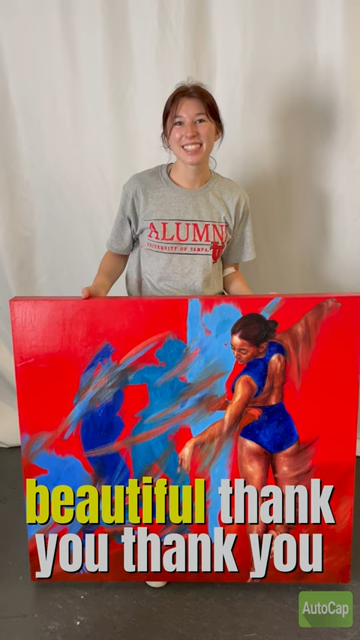 ALUMNI
UNIVERSITY OF TAMPA
beautiful thank
you thank you
AutoCap